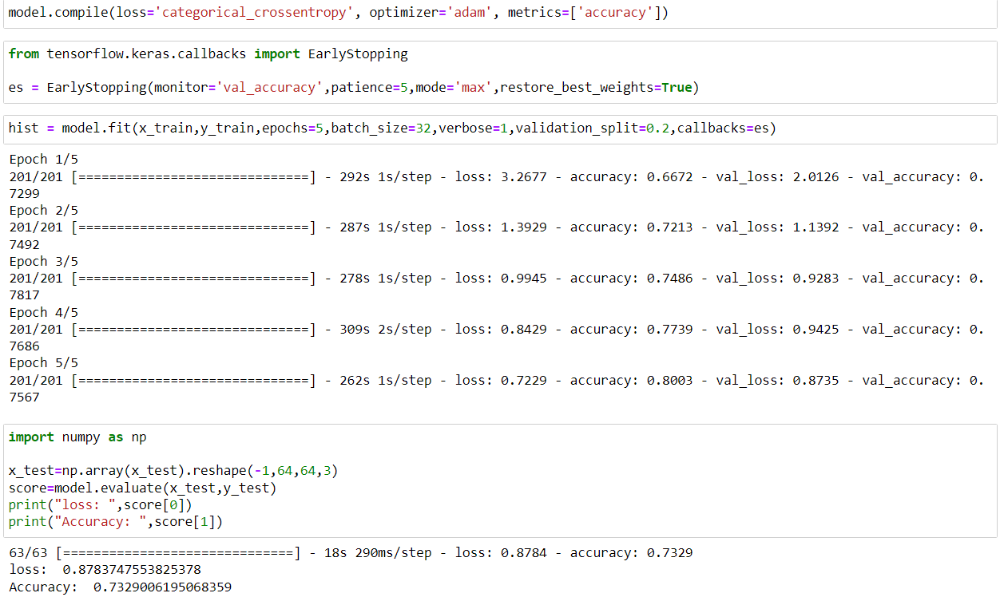 model.compile(loss='categorical_crossentropy', optimizer='adam', metrics=['accuracy'])
from tensorflow.keras.callbacks import EarlyStopping
es = EarlyStopping(monitor='val_accuracy',patience=5,mode='max',restore_best_weights=True)
hist = model.fit(x_train,y_train,epochs=5,batch_size=32,verbose=1,validation_split=0.2,callbacks=es)
Epoch 1/5
201/201 [==============================] - 292s 1s/step - loss: 3.2677 - accuracy: 0.6672 - val_loss: 2.0126 - val_accuracy: 0.
7299
Epoch 2/5
201/201 [==============================] - 287s 1s/step - loss: 1.3929 - accuracy: 0.7213 - val_loss: 1.1392 - val_accuracy: 0.
7492
Epoch 3/5
201/201 [==============================] - 278s 1s/step - loss: 0.9945 - accuracy: 0.7486 - val_loss: 0.9283 - val_accuracy: 0.
7817
Epoch 4/5
201/201 [==============================] - 309s 2s/step - loss: 0.8429 - accuracy: 0.7739 - val_loss: 0.9425 - val_accuracy: 0.
7686
Epoch 5/5
201/201 [==============================] - 262s 1s/step - loss: 0.7229 - accuracy: 0.8003 - val_loss: 0.8735 - val_accuracy: 0.
7567
import numpy as np
x_test=np.array(x_test).reshape(-1,64,64,3)
score=model.evaluate(x_test,y_test)
print("loss: ",score[0])
print("Accuracy: ",score[1])
63/63 [==============================] - 18s 290ms/step - loss: 0.8784 - accuracy: 0.7329
loss:  0.8783747553825378
Accuracy:  0.7329006195068359